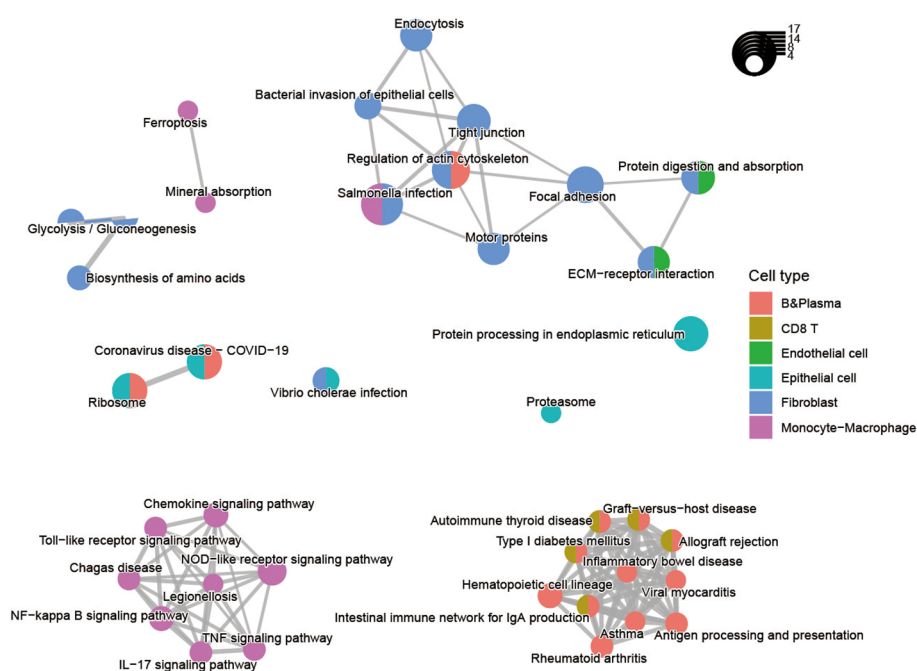 Endocytosis
17
14
8
4
Bacterial invasion of epithelial cells
Ferroptosis
Tight junction
Regulation of actin cytoskeleton
Protein digestion and absorption
Mineral absorption
Salmonella infection
Focal adhesion
Glycolysis / Gluconeogenesis
Motor proteins
Biosynthesis of amino acids
ECM−receptor interaction
Cell type
B&Plasma
CD8 T
Endothelial cell
Epithelial cell
Fibroblast
Monocyte−Macrophage
Protein processing in endoplasmic reticulum
Coronavirus disease − COVID−19
Vibrio cholerae infection
Ribosome
Proteasome
Chemokine signaling pathway
Toll−like receptor signaling pathway
NOD−like receptor signaling pathway
Chagas disease
Legionellosis
NF−kappa B signaling pathway
TNF signaling pathway
IL−17 signaling pathway
Graft−versus−host disease
Autoimmune thyroid disease
Type I diabetes mellitus
Allograft rejection
Inflammatory bowel disease
Hematopoietic cell lineage
Viral myocarditis
Intestinal immune network for IgA production
Asthma
Antigen processing and presentation
Rheumatoid arthritis